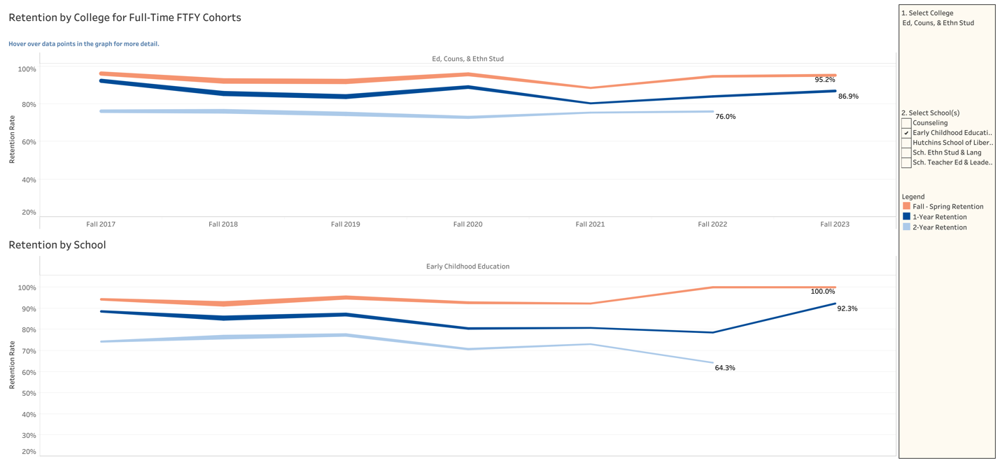 Retention by College for Full-Time FTFY Cohorts
Hover over data points in the graph for more detail.
Ed, Couns, & Ethn Stud
100%
80%
60%
40%
20%
Retention Rate
95.2%
86.9%
76.0%
Fall 2017
Fall 2018
Fall 2019
Fall 2020
Fall 2021
Fall 2022
Fall 2023
Retention by School
Early Childhood Education
100%
90%
80%
70%
60%
50%
40%
30%
20%
Retention Rate
100.0%
92.3%
64.3%
1. Select College
Ed, Couns, & Ethn Stud
2. Select School(s)
Counseling
Early Childhood Educati..
Hutchins School of Liber..
Sch. Ethn Stud & Lang
Sch. Teacher Ed & Leade..
Legend
Fall - Spring Retention
1-Year Retention
2-Year Retention